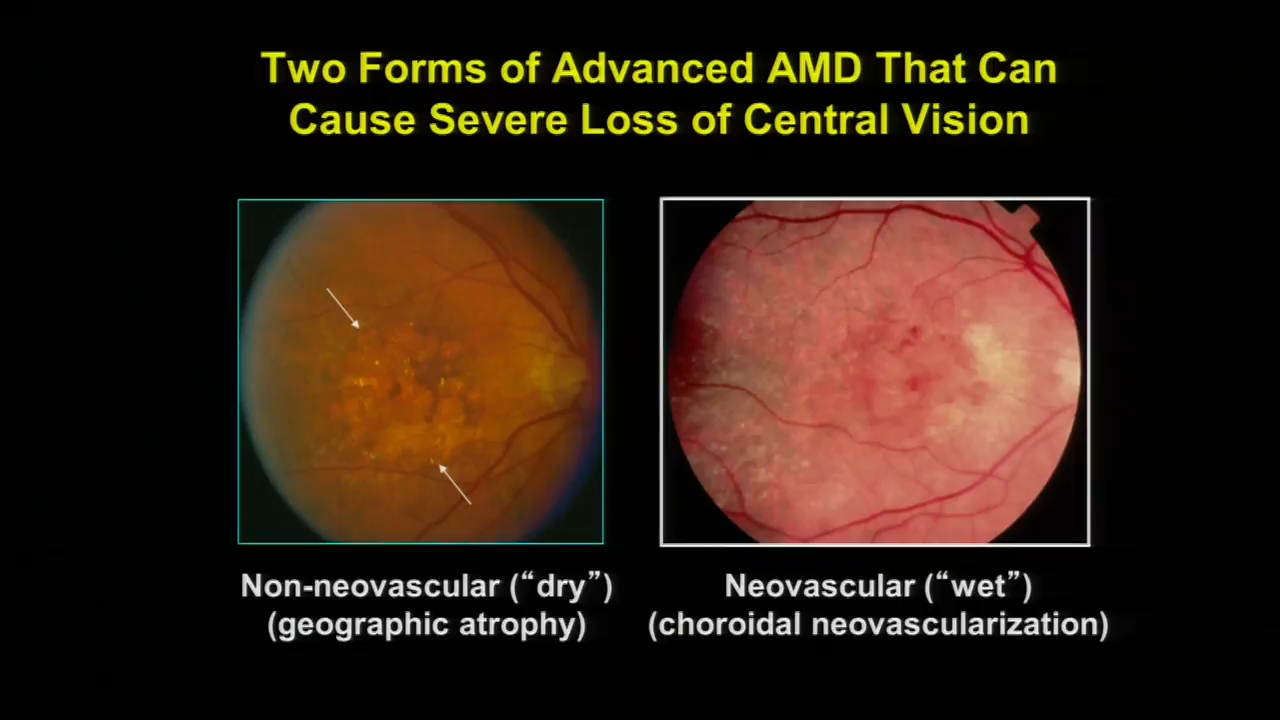 Two Forms of Advanced AMD That Can
Cause Severe Loss of Central Vision
Non-neovascular (“dry”)
(geographic atrophy)
Neovascular (“wet”)
(choroidal neovascularization)